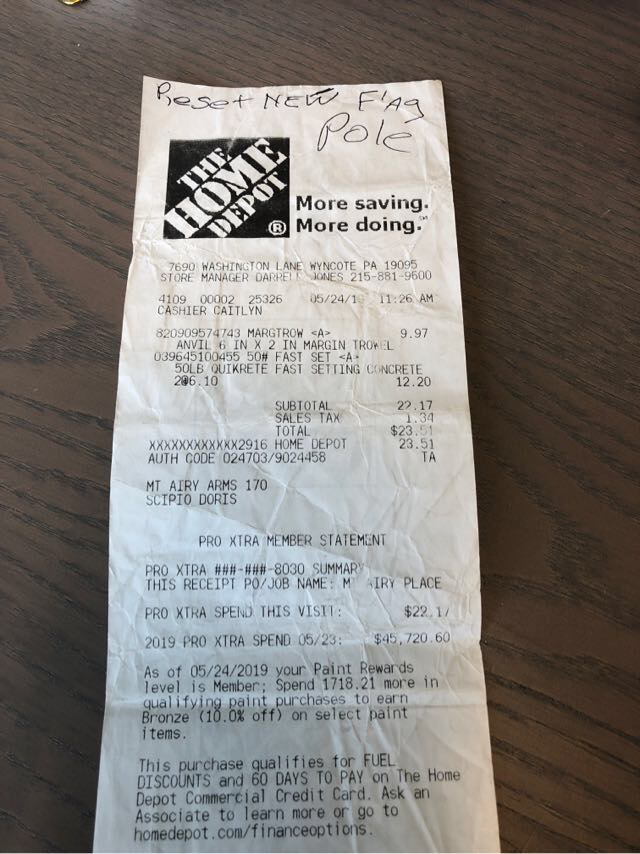 Reset NEW Flag
Pole
THE
HOME
DEPOT
®
More saving.
More doing.℠
7690 WASHINGTON LANE WYNCOTE PA 19095
STORE MANAGER DARRELL JONES 215-881-9600
4109 00002 25326 05/24/19 11:26 AM
CASHIER CAITLYN
820909574743 MARGTROW <A> 9.97
ANVIL 6 IN X 2 IN MARGIN TROWEL
039645100455 50# FAST SET <A>
50LB QUIKRETE FAST SETTING CONCRETE
2@6.10 12.20
SUBTOTAL 22.17
SALES TAX 1.34
TOTAL $23.51
XXXXXXXXXXXX2916 HOME DEPOT 23.51
AUTH CODE 024703/9024458 TA
MT AIRY ARMS 170
SCIPIO DORIS
PRO XTRA MEMBER STATEMENT
PRO XTRA ###-###-8030 SUMMARY
THIS RECEIPT PO/JOB NAME: MT AIRY PLACE
PRO XTRA SPEND THIS VISIT: $22.17
2019 PRO XTRA SPEND 05/23: $45,720.60
As of 05/24/2019 your Paint Rewards
level is Member; Spend 1718.21 more in
qualifying paint purchases to earn
Bronze (10.0% off) on select paint
items.
This purchase qualifies for FUEL
DISCOUNTS and 60 DAYS TO PAY on The Home
Depot Commercial Credit Card. Ask an
Associate to learn more or go to
homedepot.com/financeoptions.